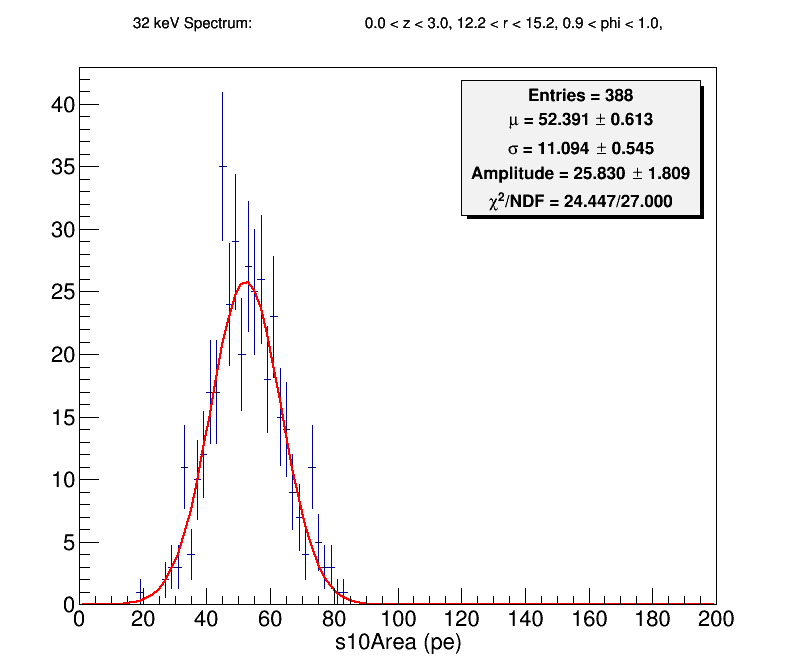 32 keV Spectrum: 0.0 < z < 3.0, 12.2 < r < 15.2, 0.9 < phi < 1.0,
Entries = 388
μ = 52.391 ± 0.613
σ = 11.094 ± 0.545
Amplitude = 25.830 ± 1.809
χ²/NDF = 24.447/27.000
40
35
30
25
20
15
10
5
0
0 20 40 60 80 100 120 140 160 180 200
s10Area (pe)